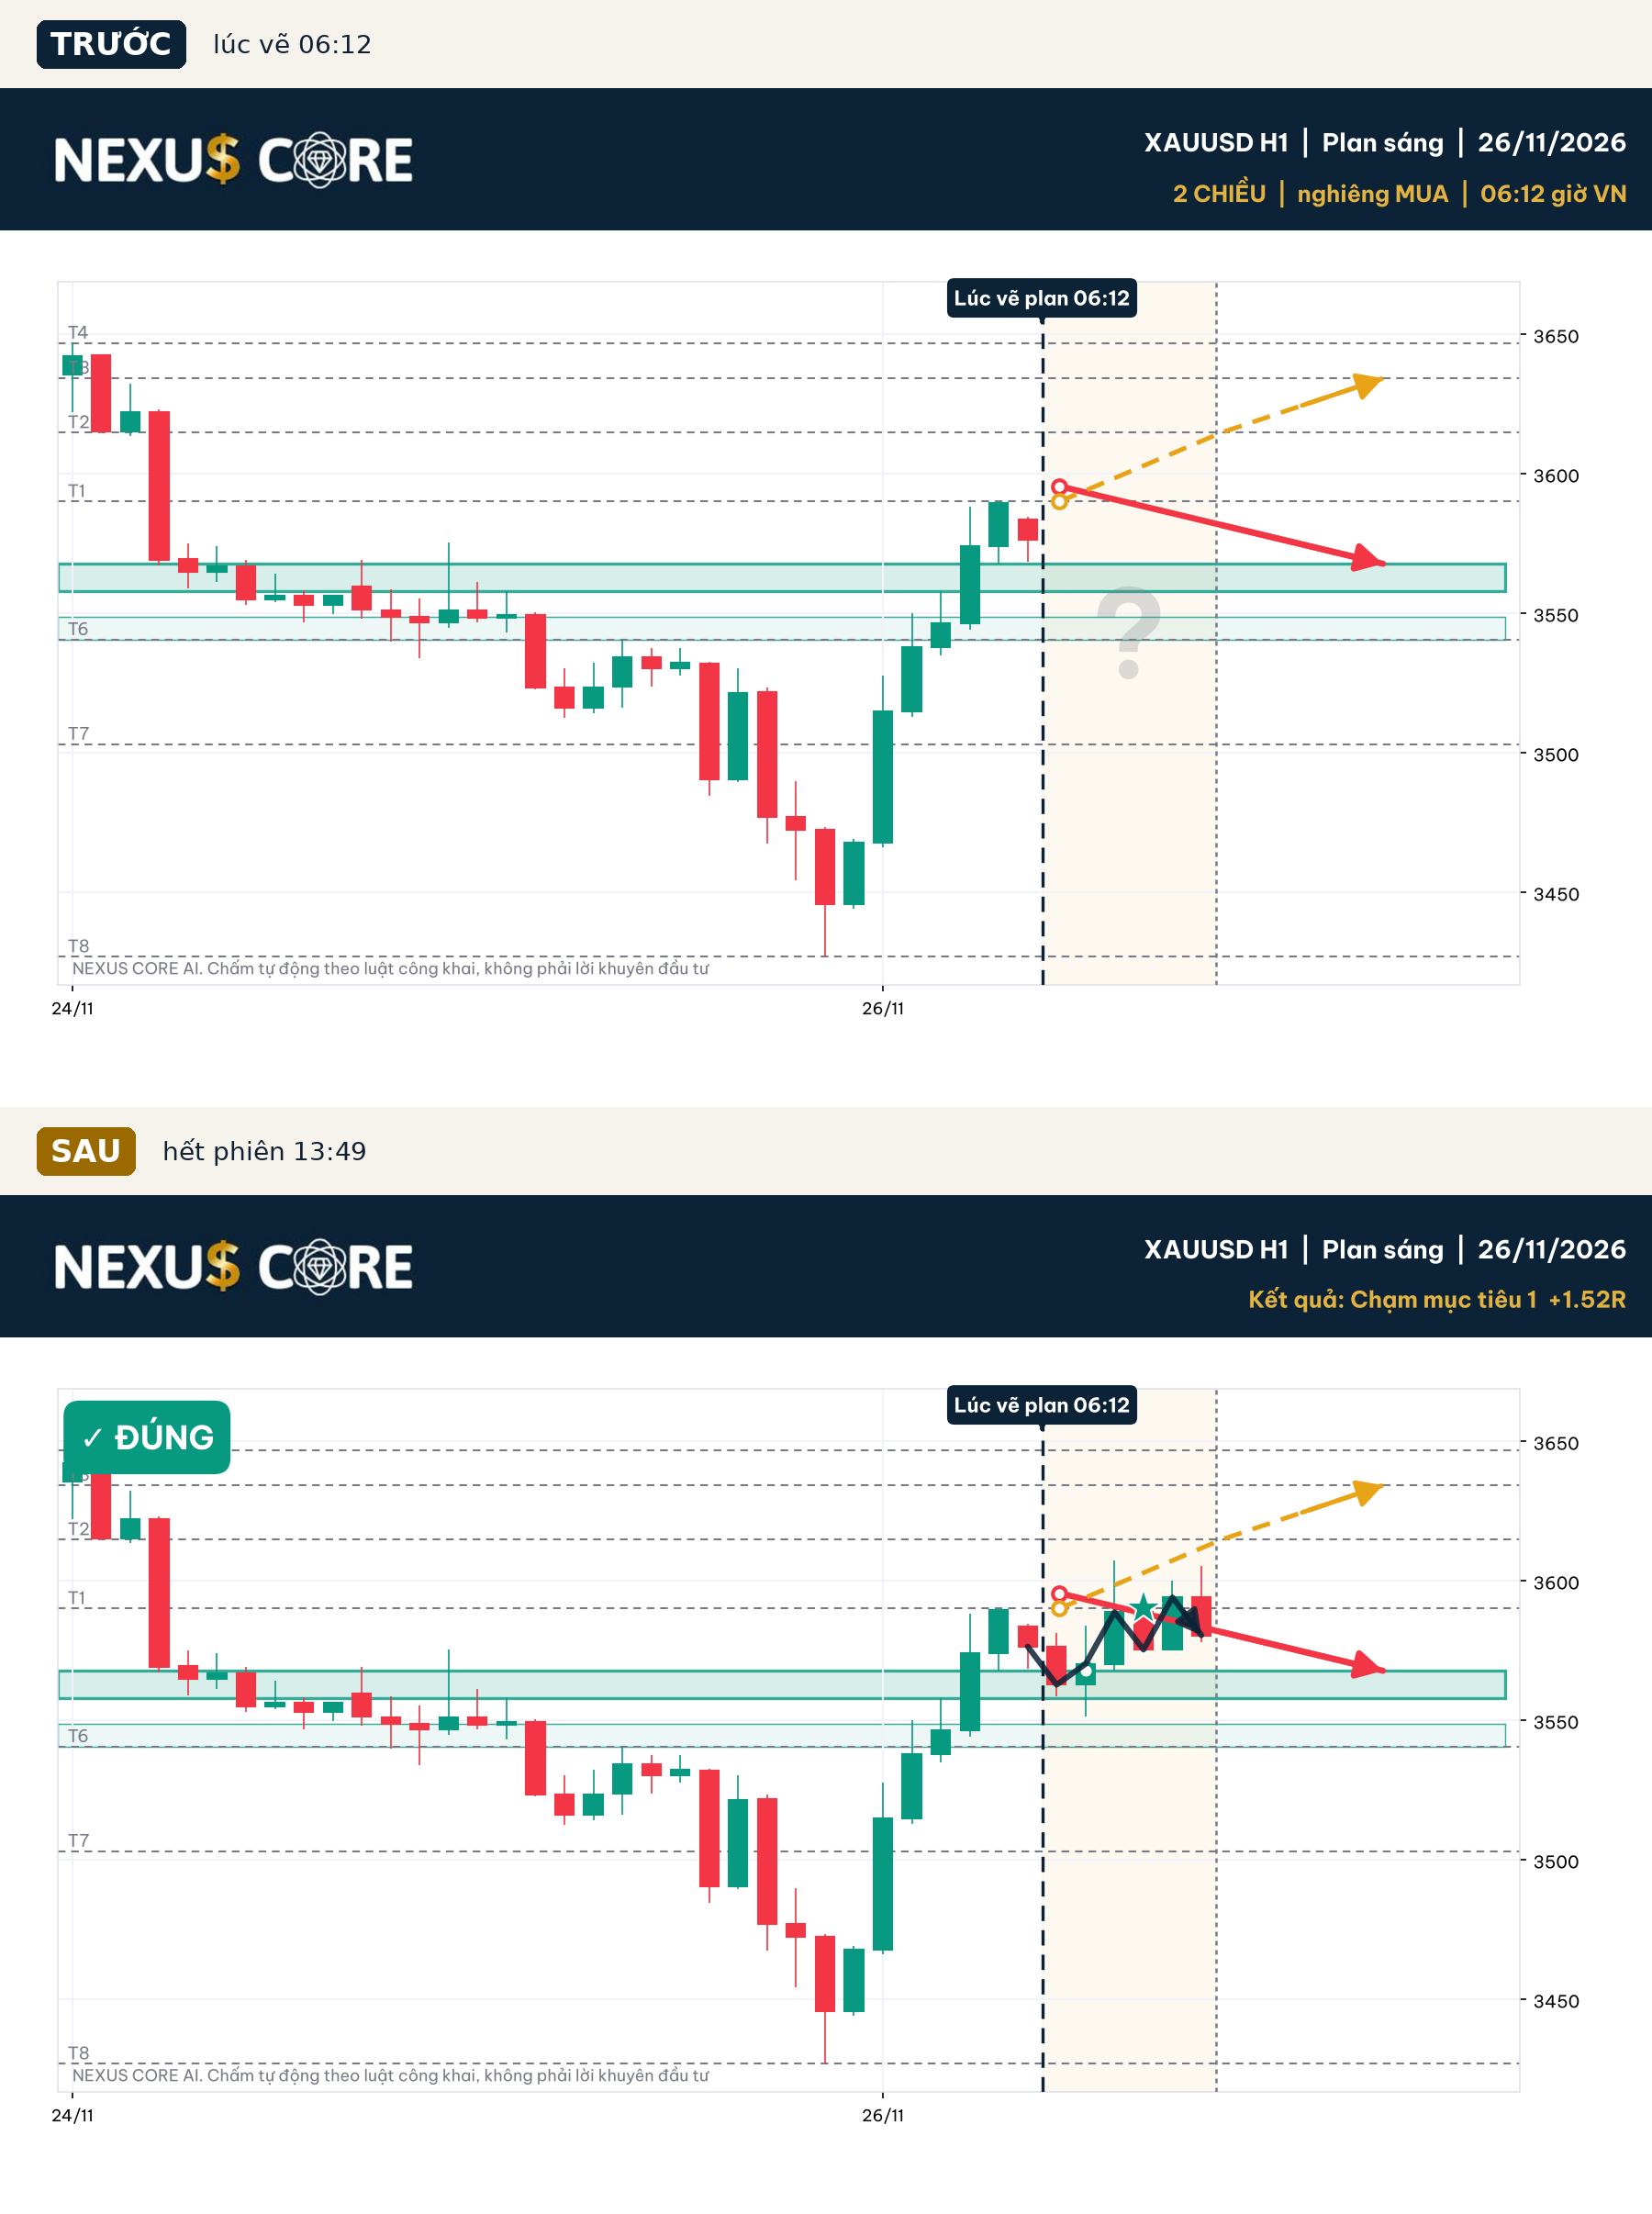 TRƯỚC lúc vẽ 06:12
NEXU$ CORE
XAUUSD H1 | Plan sáng | 26/11/2026
2 CHIỀU | nghiêng MUA | 06:12 giờ VN
Lúc vẽ plan 06:12
T4
T3
T2
T1
T6
T7
T8
?
3650
3600
3550
3500
3450
NEXUS CORE AI. Chấm tự động theo luật công khai, không phải lời khuyên đầu tư
24/11
26/11
SAU hết phiên 13:49
NEXU$ CORE
XAUUSD H1 | Plan sáng | 26/11/2026
Kết quả: Chạm mục tiêu 1 +1.52R
Lúc vẽ plan 06:12
✓ ĐÚNG
T2
T1
T6
T7
T8
3650
3600
3550
3500
3450
NEXUS CORE AI. Chấm tự động theo luật công khai, không phải lời khuyên đầu tư
24/11
26/11